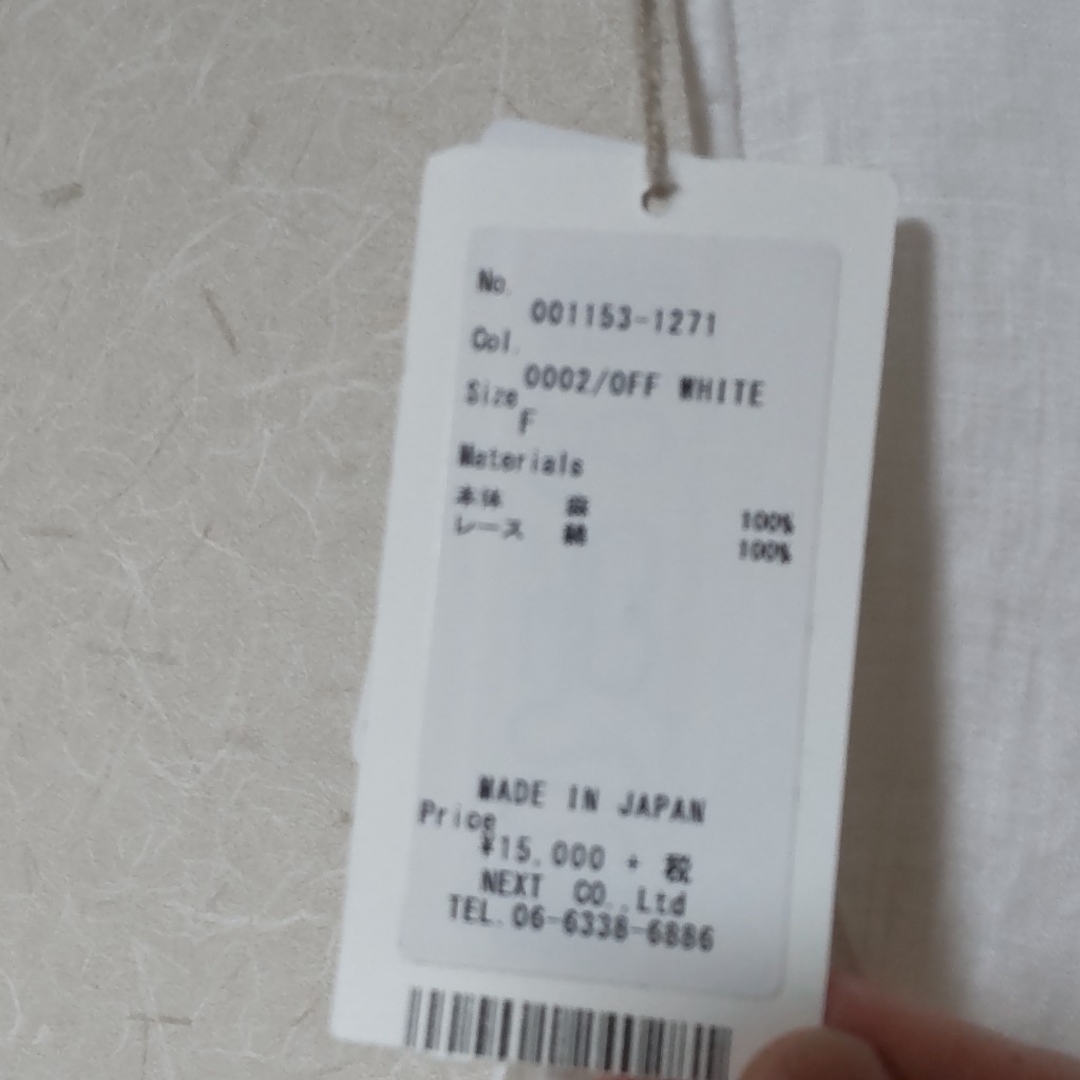 No.
001153-1271
Col.
0002/OFF WHITE
Size
F
Materials
本体 麻 100%
レース 綿 100%
MADE IN JAPAN
Price
¥15,000 + 税
NEXT CO.,Ltd
TEL.06-6338-6886